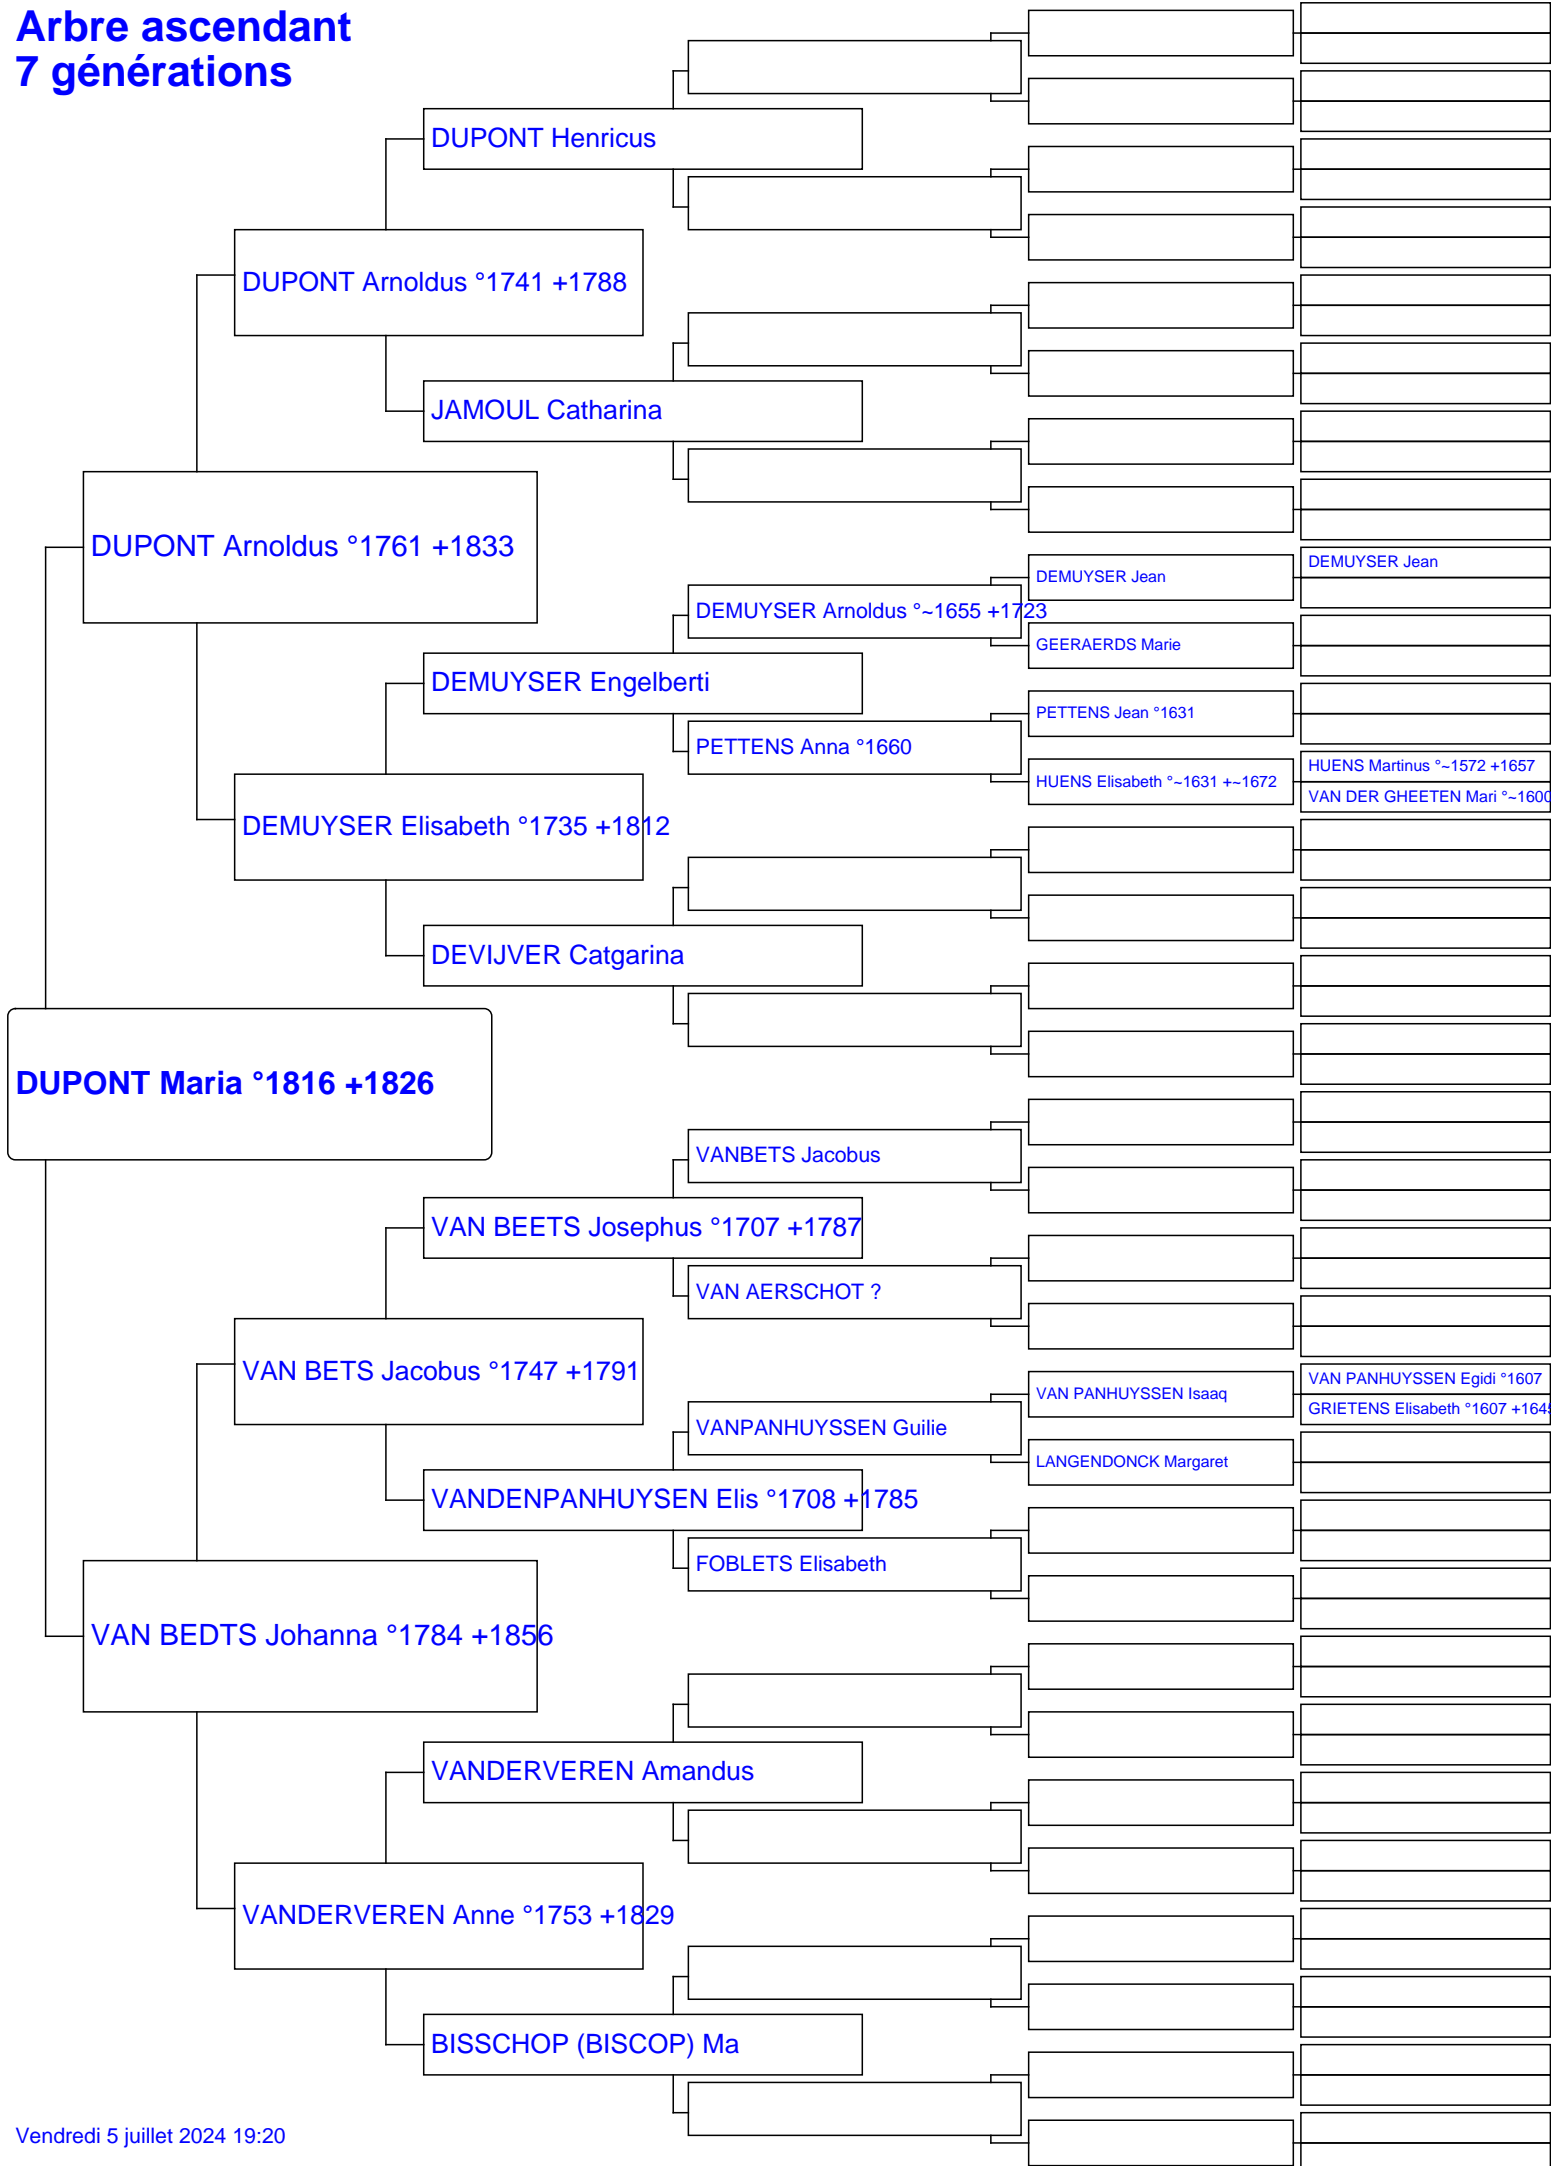 Arbre ascendant
7 générations
DUPONT Henricus
DUPONT Arnoldus °1741 +1788
JAMOUL Catharina
DUPONT Arnoldus °1761 +1833
DEMUYSER Jean
DEMUYSER Jean
DEMUYSER Arnoldus °~1655 +1723
GEERAERDS Marie
DEMUYSER Engelberti
PETTENS Jean °1631
PETTENS Anna °1660
HUENS Martinus °~1572 +1657
HUENS Elisabeth °~1631 +~1672
VAN DER GHEETEN Mari °~1600
DEMUYSER Elisabeth °1735 +1812
DEVIJVER Catgarina
DUPONT Maria °1816 +1826
VANBETS Jacobus
VAN BEETS Josephus °1707 +1787
VAN AERSCHOT ?
VAN BETS Jacobus °1747 +1791
VAN PANHUYSSEN Egidi °1607
VAN PANHUYSSEN Isaaq
GRIETENS Elisabeth °1607 +1645
VANPANHUYSSEN Guilie
LANGENDONCK Margaret
VANDENPANHUYSEN Elis °1708 +1785
FOBLETS Elisabeth
VAN BEDTS Johanna °1784 +1856
VANDERVEREN Amandus
VANDERVEREN Anne °1753 +1829
BISSCHOP (BISCOP) Ma
Vendredi 5 juillet 2024 19:20